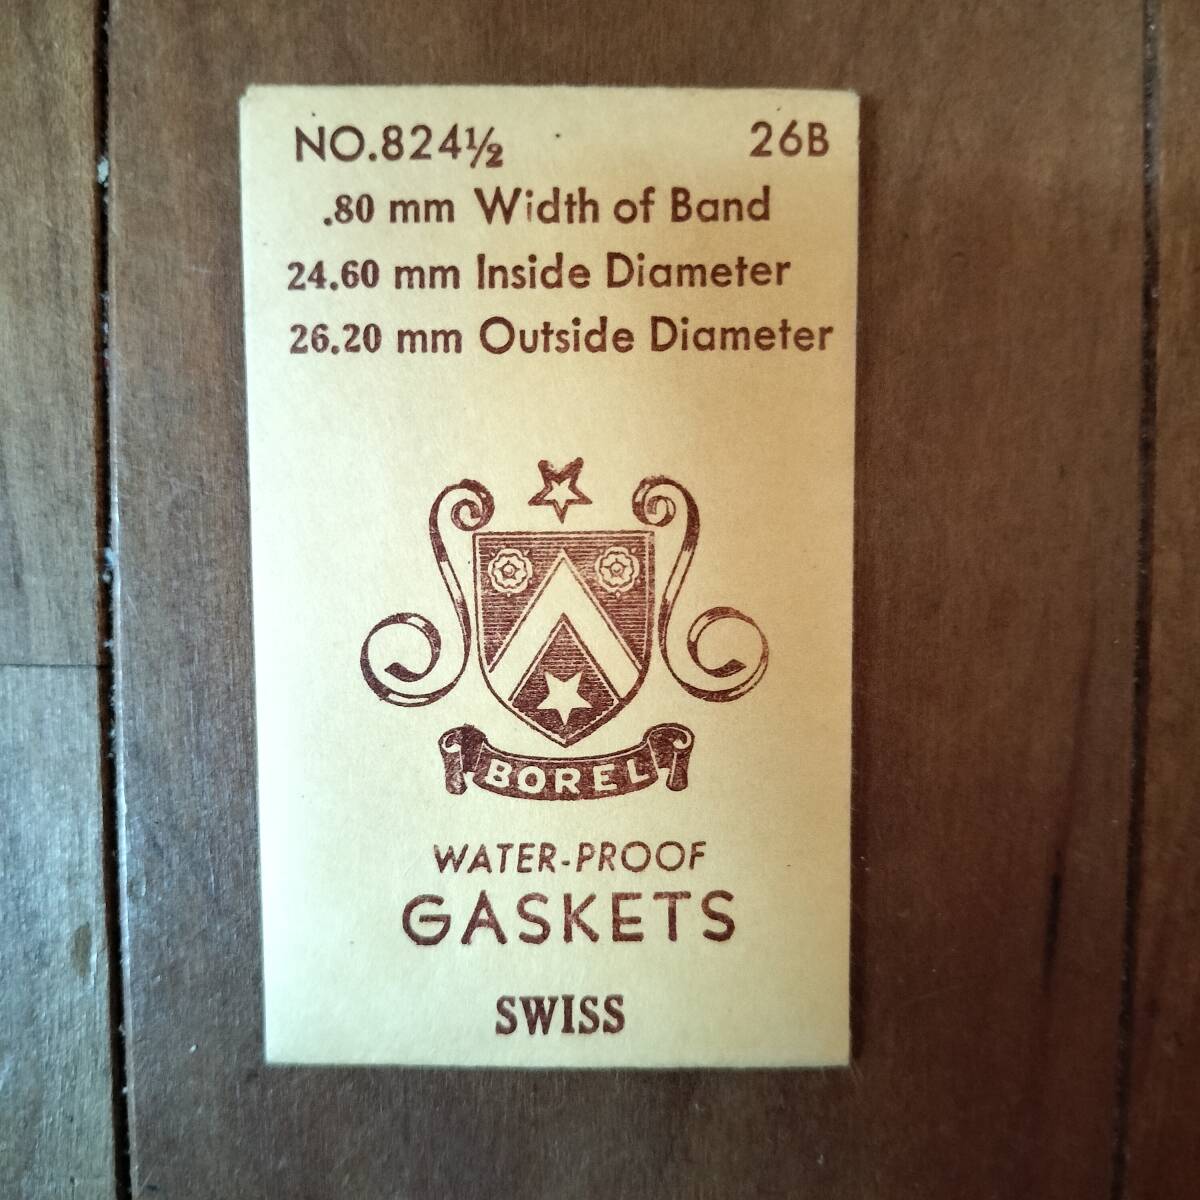 NO.824½ 26B
.80 mm Width of Band
24.60 mm Inside Diameter
26.20 mm Outside Diameter
BOREL
WATER-PROOF
GASKETS
SWISS